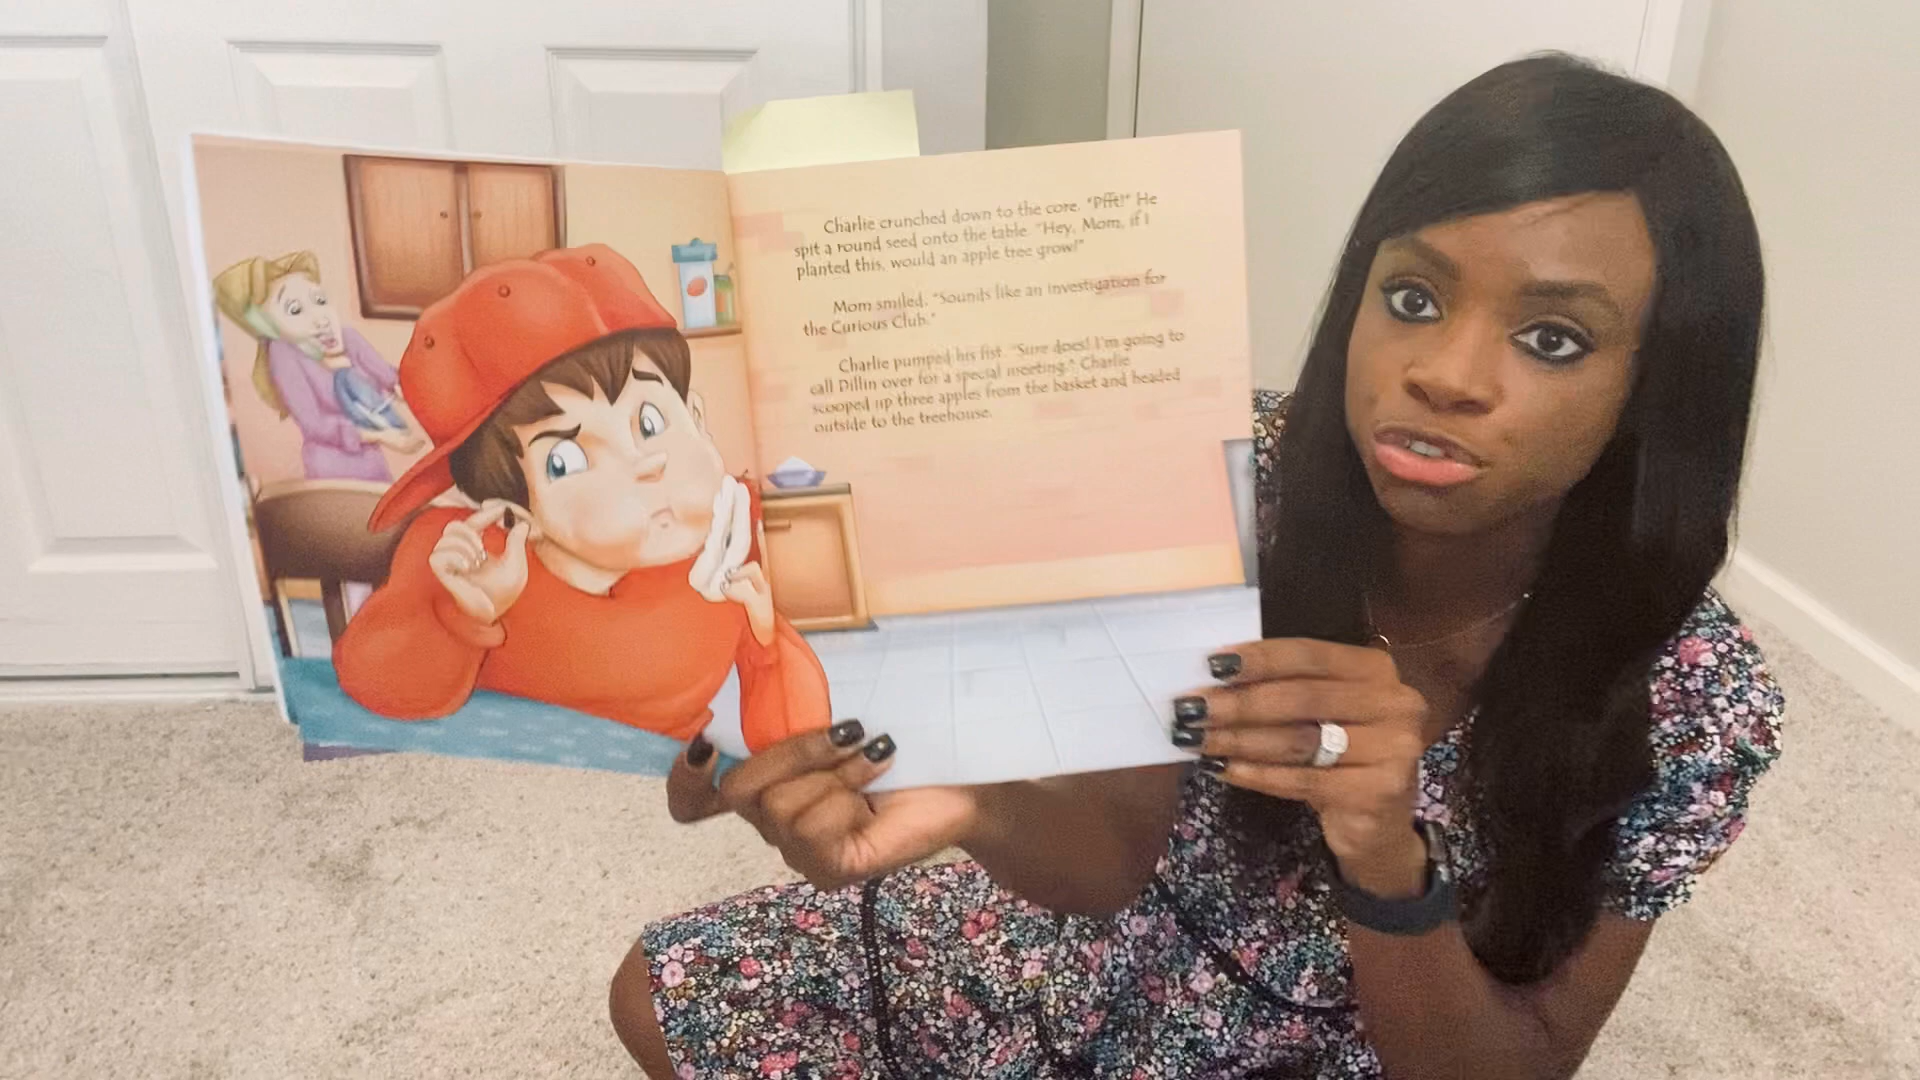 Charlie crunched down to the core. "Pfft!" He
spit a round seed onto the table. "Hey, Mom, if I
planted this, would an apple tree grow?"
Mom smiled. "Sounds like an investigation for
the Curious Club."
Charlie pumped his fist. "Sure does! I'm going to
call Dillin over for a special meeting." Charlie
scooped up three apples from the basket and headed
outside to the treehouse.